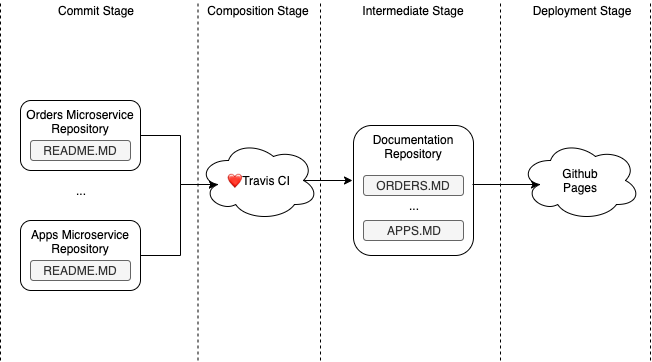 Commit Stage
Composition Stage
Intermediate Stage
Deployment Stage
Orders Microservice
Repository
README.MD
...
Apps Microservice
Repository
README.MD
❤️Travis CI
Documentation
Repository
ORDERS.MD
...
APPS.MD
Github
Pages